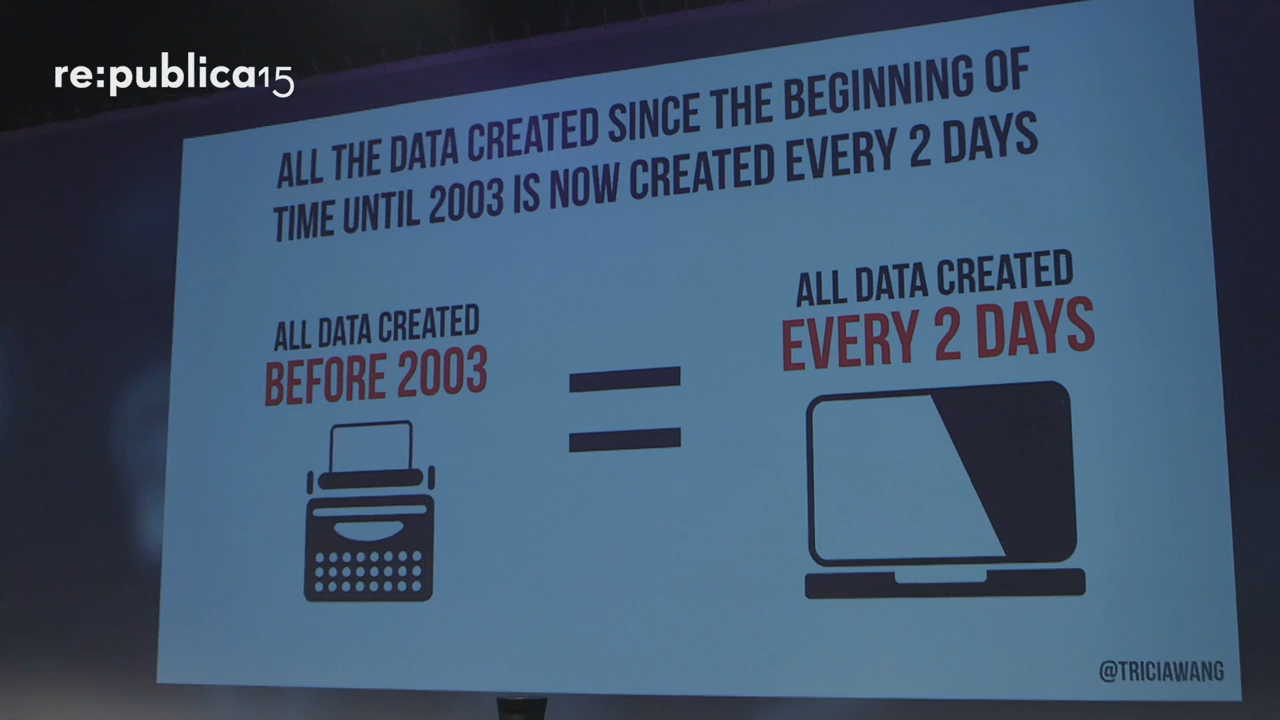 re:publica15
ALL THE DATA CREATED SINCE THE BEGINNING OF
TIME UNTIL 2003 IS NOW CREATED EVERY 2 DAYS
ALL DATA CREATED
BEFORE 2003
=
ALL DATA CREATED
EVERY 2 DAYS
@TRICIAWANG